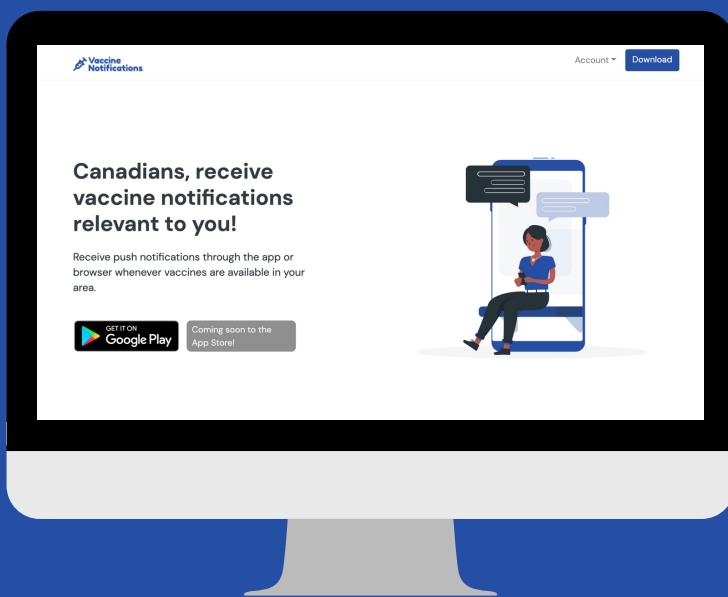 Vaccine
Notifications
Account
Download
Canadians, receive
vaccine notifications
relevant to you!
Receive push notifications through the app or
browser whenever vaccines are available in your
area.
GET IT ON
Google Play
Coming soon to the
App Store!